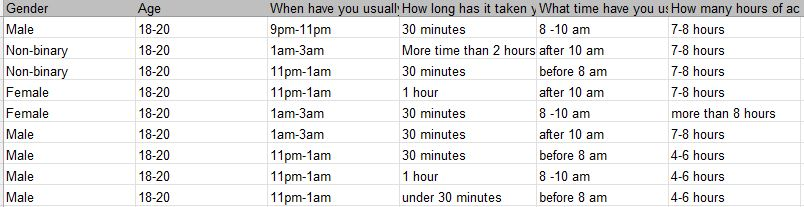 Gender Age When have you usually How long has it taken y What time have you us How many hours of ac
Male 18-20 9pm-11pm 30 minutes 8 -10 am 7-8 hours
Non-binary 18-20 1am-3am More time than 2 hours after 10 am 7-8 hours
Non-binary 18-20 11pm-1am 30 minutes before 8 am 7-8 hours
Female 18-20 11pm-1am 1 hour after 10 am 7-8 hours
Female 18-20 1am-3am 30 minutes 8 -10 am more than 8 hours
Male 18-20 1am-3am 30 minutes after 10 am 7-8 hours
Male 18-20 11pm-1am 30 minutes before 8 am 4-6 hours
Male 18-20 11pm-1am 1 hour 8 -10 am 4-6 hours
Male 18-20 11pm-1am under 30 minutes before 8 am 4-6 hours